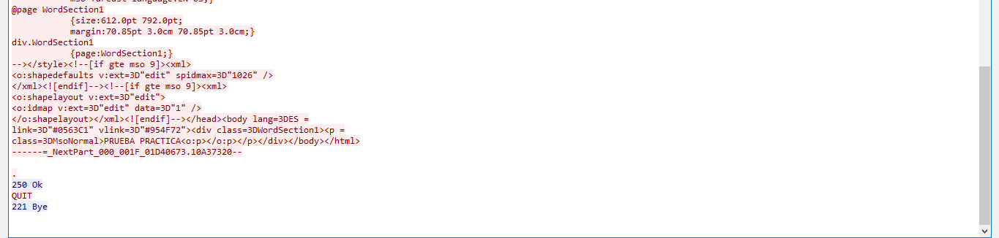 @page WordSection1
{size:612.0pt 792.0pt;
margin:70.85pt 3.0cm 70.85pt 3.0cm;}
div.WordSection1
{page:WordSection1;}
--></style><!--[if gte mso 9]><xml>
<o:shapedefaults v:ext=3D"edit" spidmax=3D"1026" />
</xml><![endif]--><!--[if gte mso 9]><xml>
<o:shapelayout v:ext=3D"edit">
<o:idmap v:ext=3D"edit" data=3D"1" />
</o:shapelayout></xml><![endif]--></head><body lang=3DES =
link=3D"#0563C1" vlink=3D"#954F72"><div class=3DWordSection1><p =
class=3DMsoNormal>PRUEBA PRACTICA<o:p></o:p></p></div></body></html>
------=_NextPart_000_001F_01D40673.10A37320--
.
250 Ok
QUIT
221 Bye